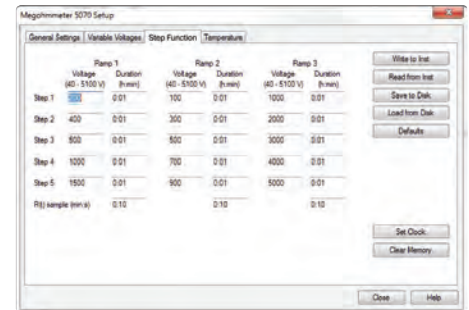 Megohmmeter 5070 Setup
General Settings Variable Voltages Step Function Temperature
Ramp 1 Ramp 2 Ramp 3
Voltage Duration Voltage Duration Voltage Duration
(40 - 5100 V) (h:min) (40 - 5100 V) (h:min) (40 - 5100 V) (h:min)
Step 1 0:01 100 0:01 1000 0:01
Step 2 400 0:01 300 0:01 2000 0:01
Step 3 800 0:01 500 0:01 3000 0:01
Step 4 1000 0:01 700 0:01 4000 0:01
Step 5 1500 0:01 900 0:01 5000 0:01
R(t) sample (min:s) 0:10 0:10 0:10
Write to Inst
Read from Inst
Save to Disk
Load from Disk
Defaults
Set Clock
Clear Memory
Close Help